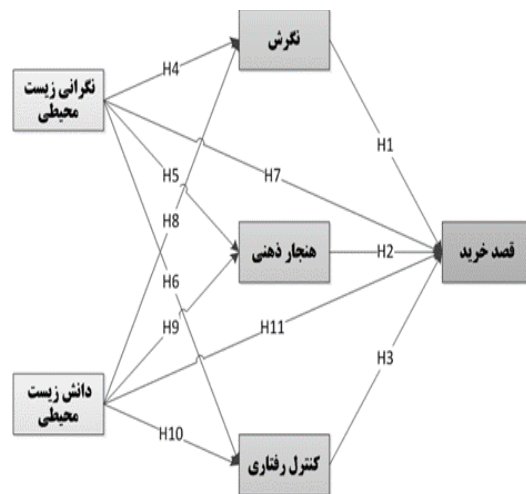 نگرش
نگرانی زیست
محیطی
H4
H1
H5
H7
H8
هنجار ذهنی
H2
قصد خرید
H6
H9
H11
H3
دانش زیست
محیطی
H10
کنترل رفتاری